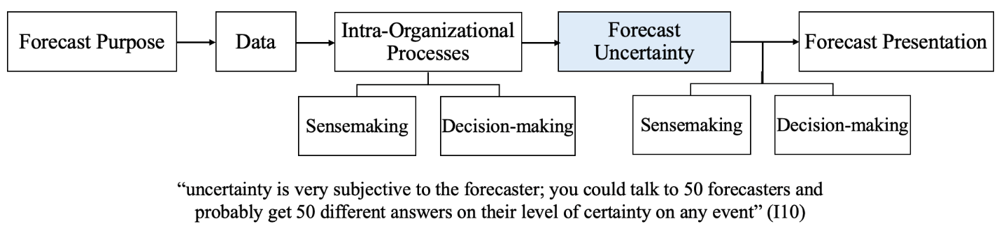 Forecast Purpose
Data
Intra-Organizational
Processes
Forecast
Uncertainty
Forecast Presentation
Sensemaking
Decision-making
Sensemaking
Decision-making
“uncertainty is very subjective to the forecaster; you could talk to 50 forecasters and
probably get 50 different answers on their level of certainty on any event” (I10)